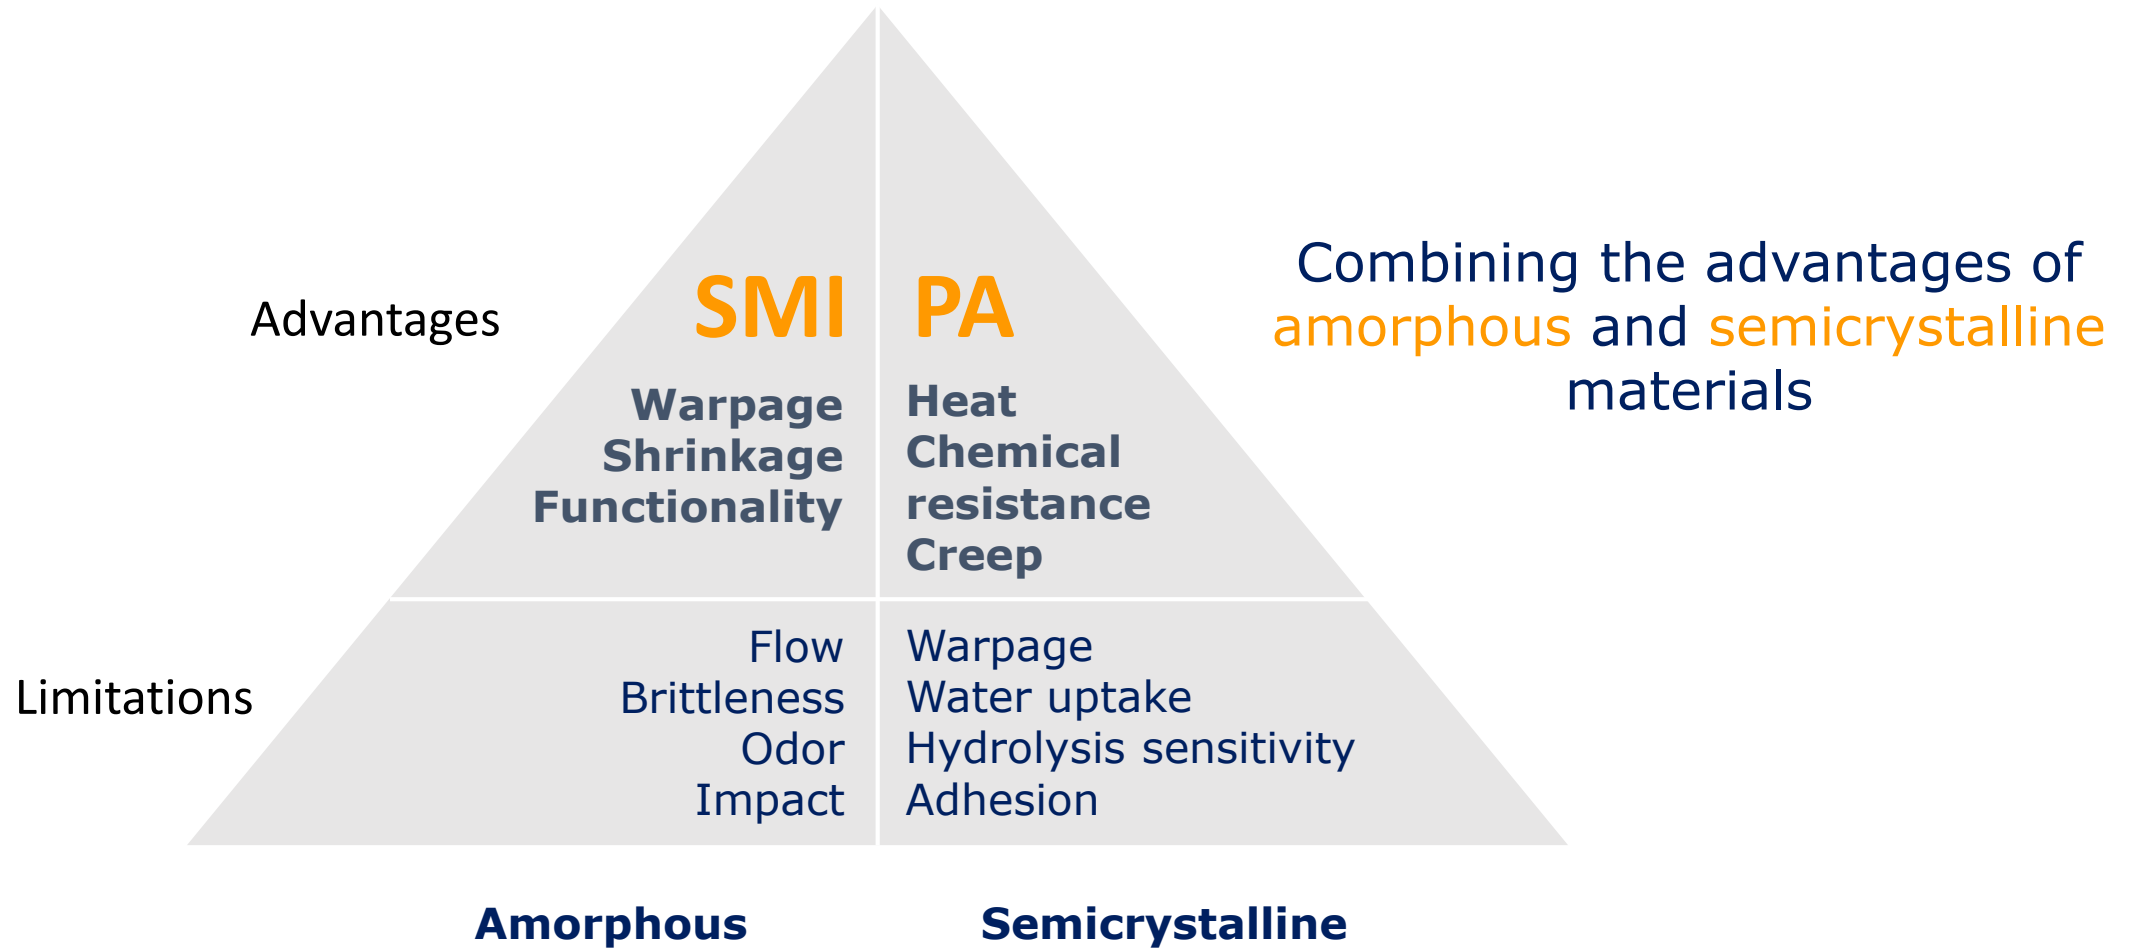 Combining the advantages of
amorphous and semicrystalline
materials
Advantages
SMI
PA
Warpage
Shrinkage
Functionality
Heat
Chemical
resistance
Creep
Limitations
Flow
Brittleness
Odor
Impact
Warpage
Water uptake
Hydrolysis sensitivity
Adhesion
Amorphous
Semicrystalline